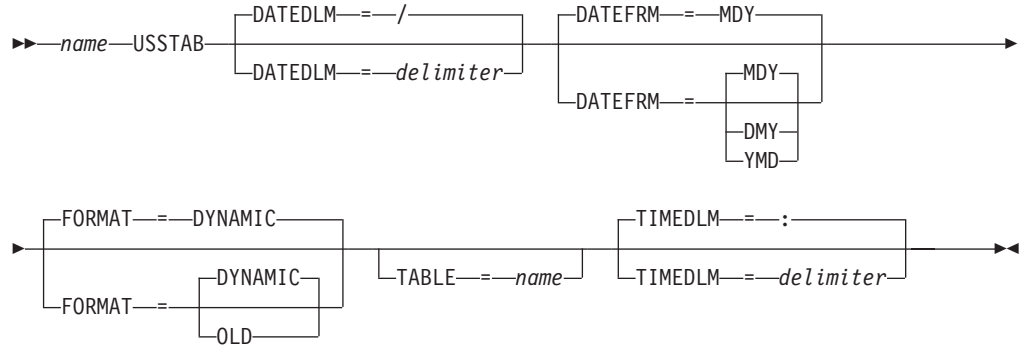 DATEDLM = / DATEFRM = MDY
name USSTAB
DATEDLM = delimiter MDY
DATEFRM =
DMY
YMD
FORMAT = DYNAMIC TIMEDLM = :
DYNAMIC TABLE = name TIMEDLM = delimiter
FORMAT =
OLD